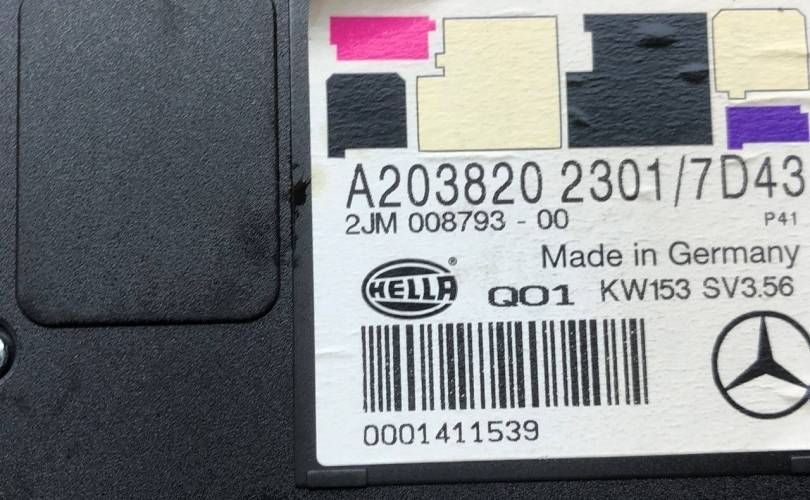 A203820 2301/7D43
2JM 008793 - 00 P41
Made in Germany
HELLA® Q01 KW153 SV3.56
0001411539